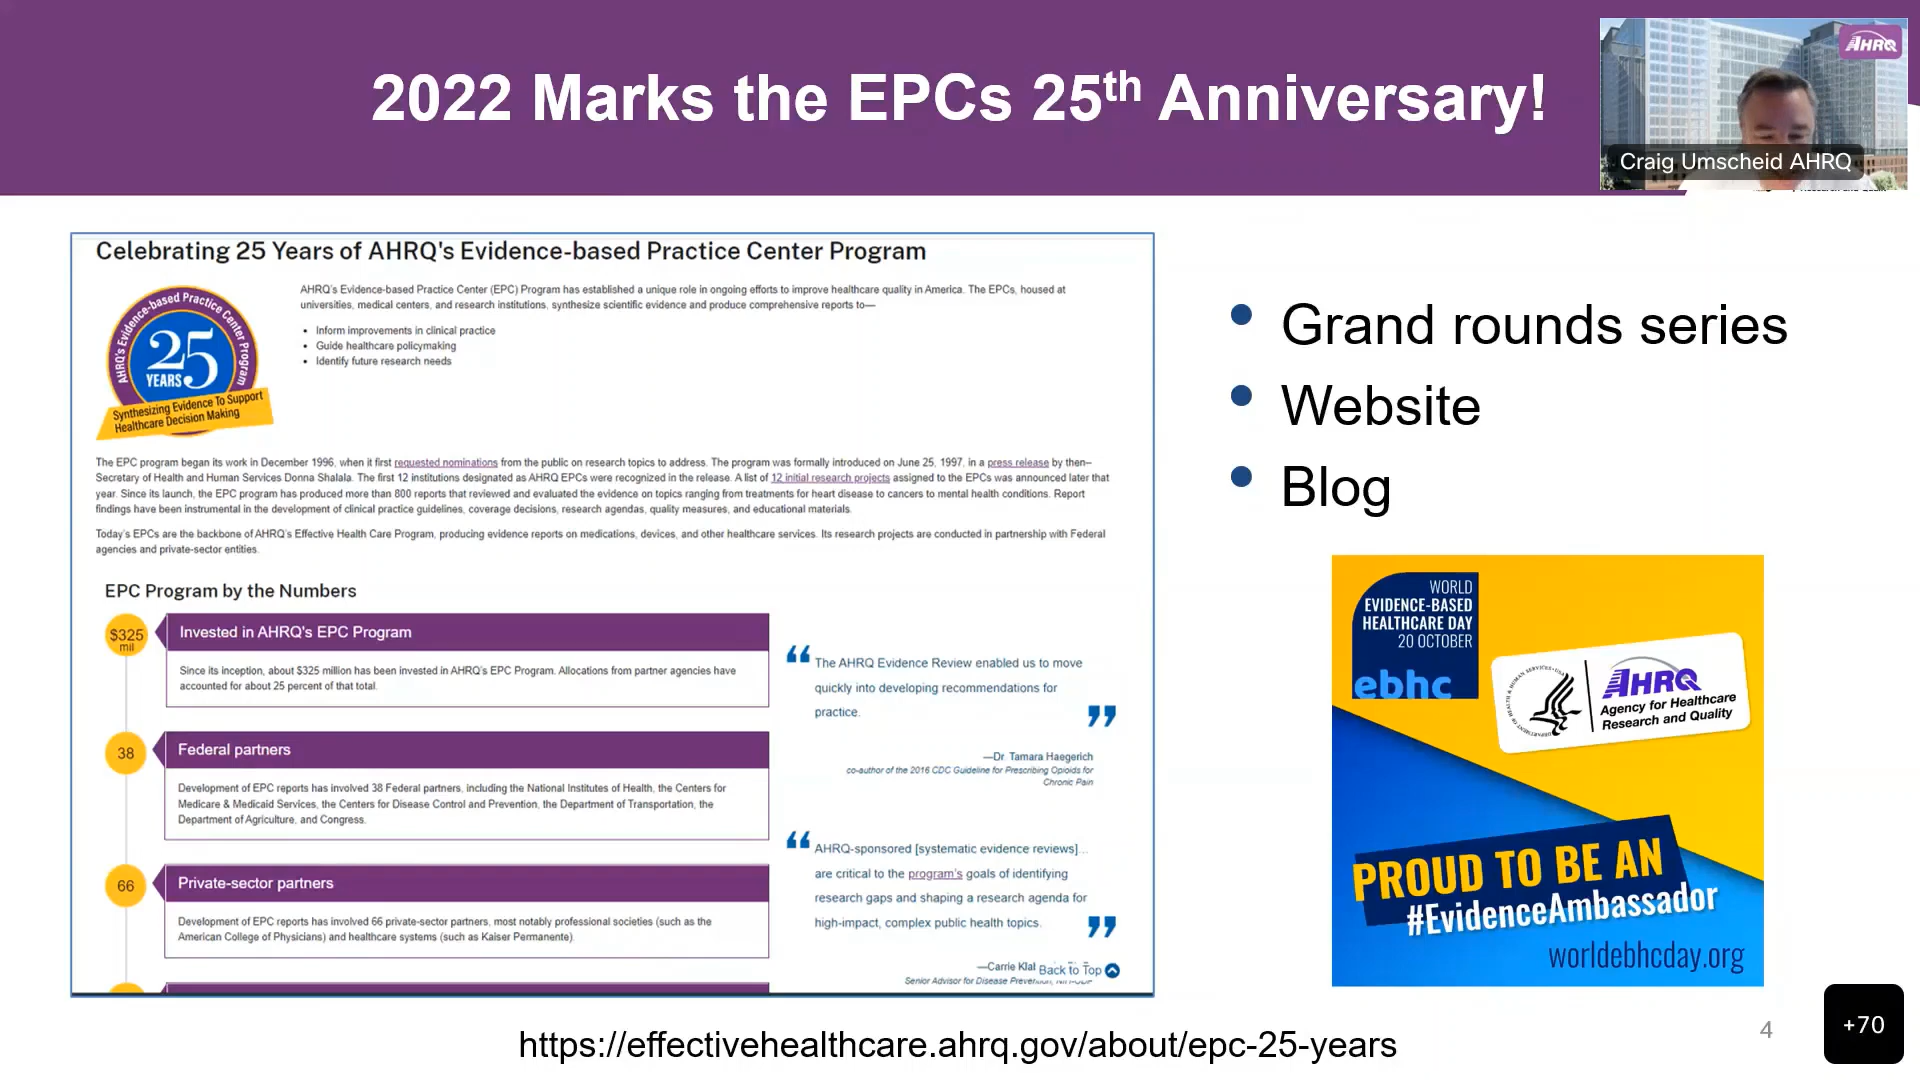 2022 Marks the EPCs 25th Anniversary!
AHRQ
Craig Umscheid AHRQ
Celebrating 25 Years of AHRQ's Evidence-based Practice Center Program
AHRQ's Evidence-based Practice Center Program
25
YEARS
Synthesizing Evidence To Support
Healthcare Decision Making
AHRQ's Evidence-based Practice Center (EPC) Program has established a unique role in ongoing efforts to improve healthcare quality in America. The EPCs, housed at
universities, medical centers, and research institutions, synthesize scientific evidence and produce comprehensive reports to—
• Inform improvements in clinical practice
• Guide healthcare policymaking
• Identify future research needs
The EPC program began its work in December 1996, when it first requested nominations from the public on research topics to address. The program was formally introduced on June 25, 1997, in a press release by then–
Secretary of Health and Human Services Donna Shalala. The first 12 institutions designated as AHRQ EPCs were recognized in the release. A list of 12 initial research projects assigned to the EPCs was announced later that
year. Since its launch, the EPC program has produced more than 800 reports that reviewed and evaluated the evidence on topics ranging from treatments for heart disease to cancers to mental health conditions. Report
findings have been instrumental in the development of clinical practice guidelines, coverage decisions, research agendas, quality measures, and educational materials.
Today's EPCs are the backbone of AHRQ's Effective Health Care Program, producing evidence reports on medications, devices, and other healthcare services. Its research projects are conducted in partnership with Federal
agencies and private-sector entities.
EPC Program by the Numbers
$325
mil
Invested in AHRQ's EPC Program
Since its inception, about $325 million has been invested in AHRQ's EPC Program. Allocations from partner agencies have
accounted for about 25 percent of that total.
38
Federal partners
Development of EPC reports has involved 38 Federal partners, including the National Institutes of Health, the Centers for
Medicare & Medicaid Services, the Centers for Disease Control and Prevention, the Department of Transportation, the
Department of Agriculture, and Congress.
66
Private-sector partners
Development of EPC reports has involved 66 private-sector partners, most notably professional societies (such as the
American College of Physicians) and healthcare systems (such as Kaiser Permanente).
“The AHRQ Evidence Review enabled us to move
quickly into developing recommendations for
practice.”
—Dr. Tamara Haegerich
co-author of the 2016 CDC Guideline for Prescribing Opioids for
Chronic Pain
“AHRQ-sponsored [systematic evidence reviews]...
are critical to the program's goals of identifying
research gaps and shaping a research agenda for
high-impact, complex public health topics.”
—Carrie
Back to Top
Senior Advisor for Disease
• Grand rounds series
• Website
• Blog
WORLD
EVIDENCE-BASED
HEALTHCARE DAY
20 OCTOBER
ebhc
DEPARTMENT OF HEALTH & HUMAN SERVICES • USA
AHRQ
Agency for Healthcare
Research and Quality
PROUD TO BE AN
#EvidenceAmbassador
worldebhcday.org
https://effectivehealthcare.ahrq.gov/about/epc-25-years
4
+70